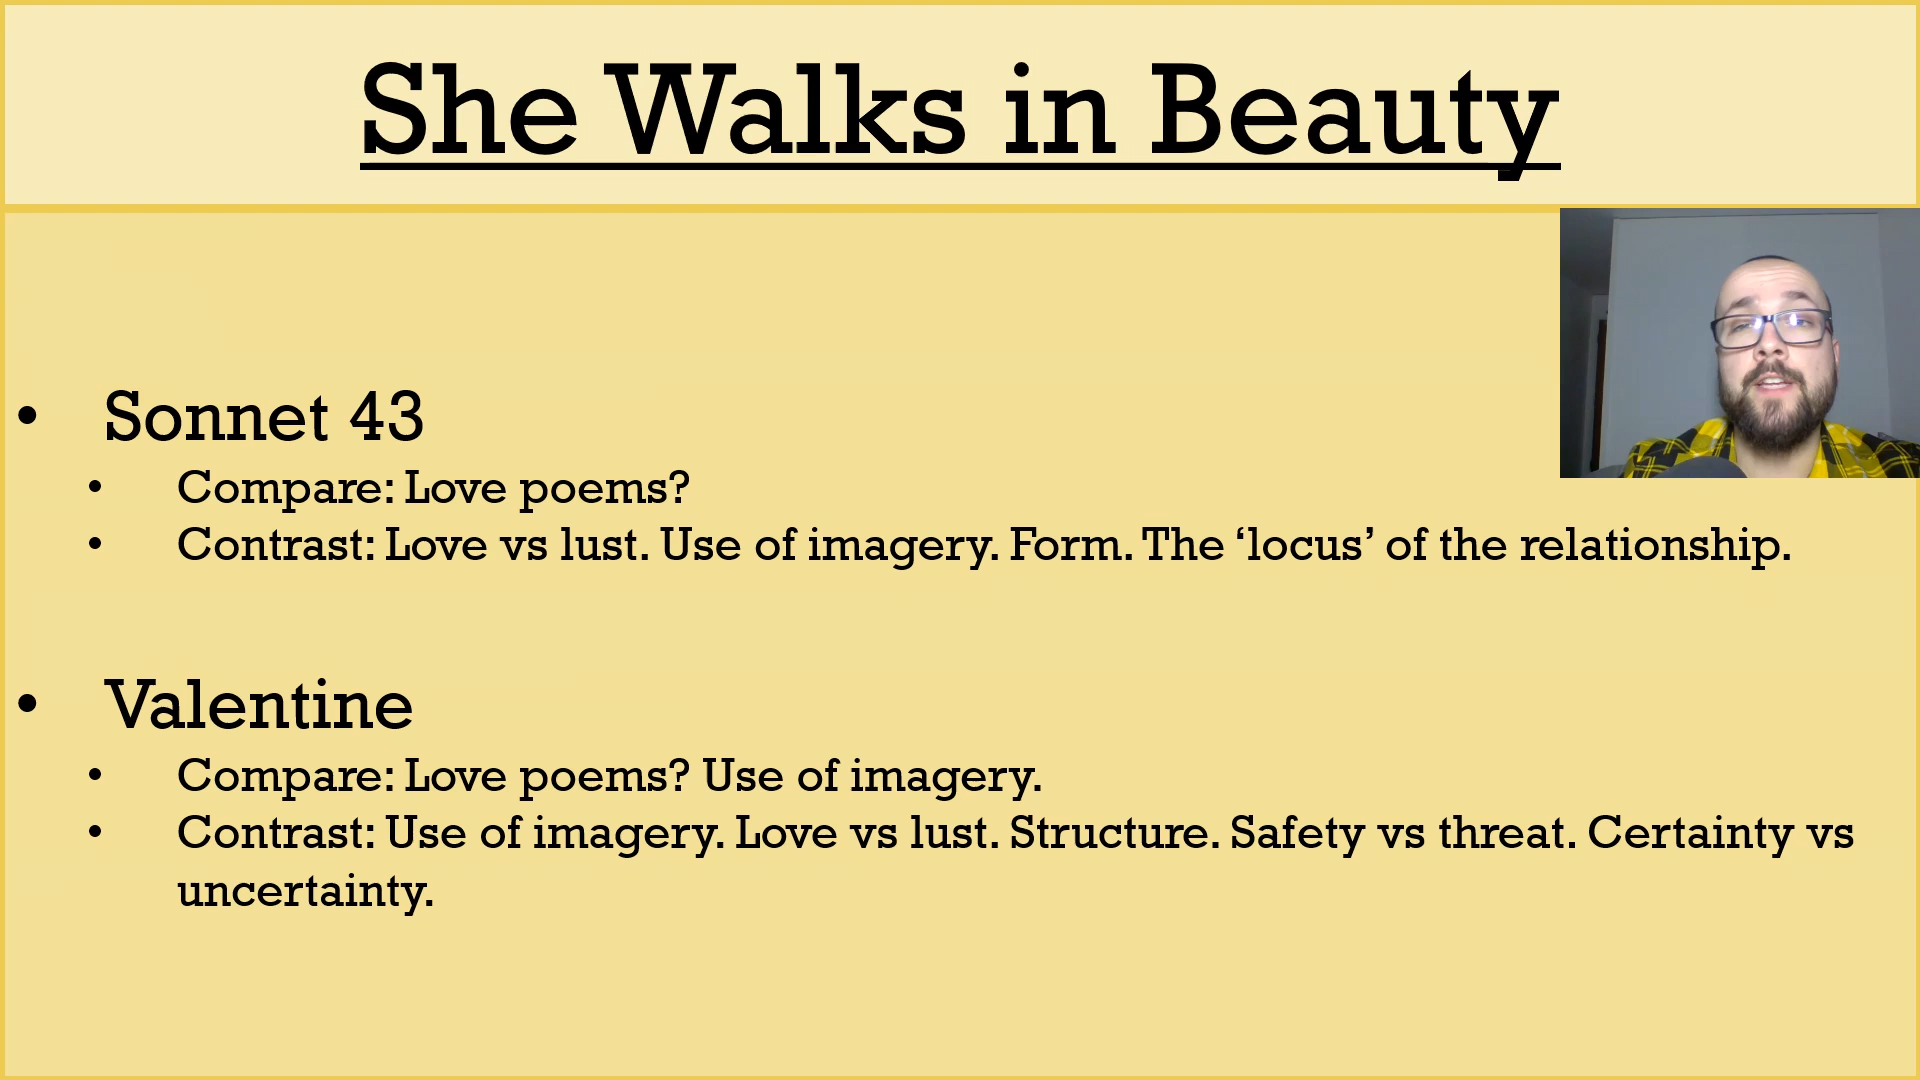 She Walks in Beauty
• Sonnet 43
• Compare: Love poems?
• Contrast: Love vs lust. Use of imagery. Form. The ‘locus’ of the relationship.
• Valentine
• Compare: Love poems? Use of imagery.
• Contrast: Use of imagery. Love vs lust. Structure. Safety vs threat. Certainty vs
uncertainty.